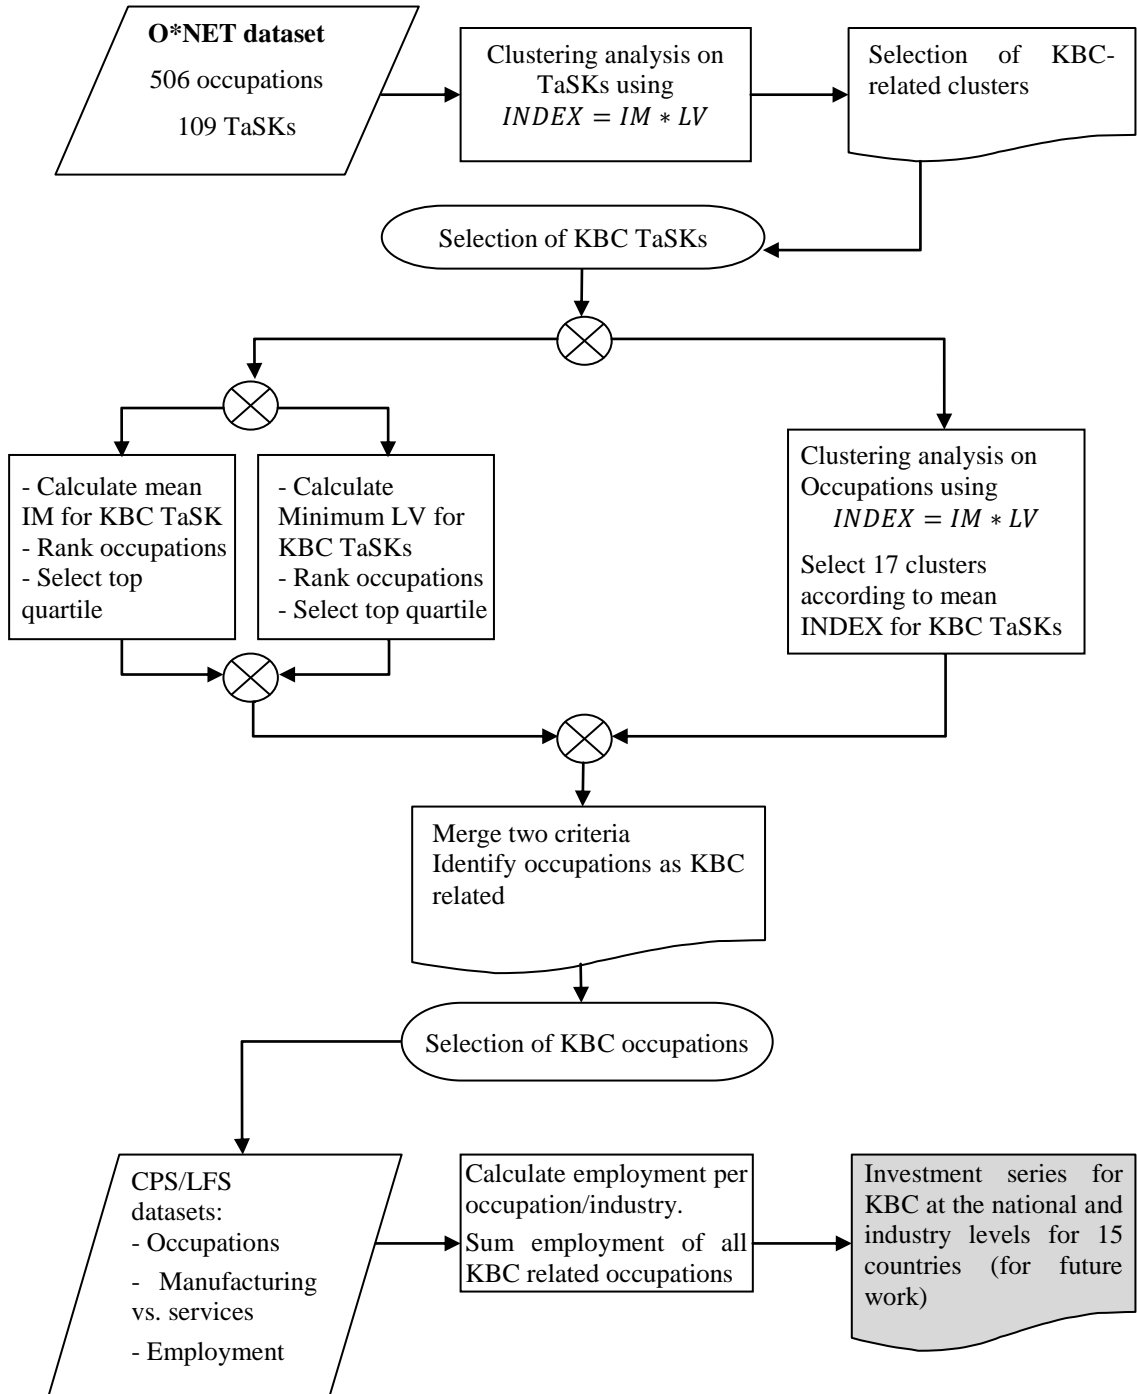 O*NET dataset
506 occupations
109 TaSKs
Clustering analysis on
TaSKs using
INDEX = IM * LV
Selection of KBC-
related clusters
Selection of KBC TaSKs
- Calculate mean
IM for KBC TaSK
- Rank occupations
- Select top
quartile
- Calculate
Minimum LV for
KBC TaSKs
- Rank occupations
- Select top quartile
Clustering analysis on
Occupations using
INDEX = IM * LV
Select 17 clusters
according to mean
INDEX for KBC TaSKs
Merge two criteria
Identify occupations as KBC
related
Selection of KBC occupations
CPS/LFS
datasets:
- Occupations
- Manufacturing
vs. services
- Employment
Calculate employment per
occupation/industry.
Sum employment of all
KBC related occupations
Investment series for
KBC at the national and
industry levels for 15
countries (for future
work)